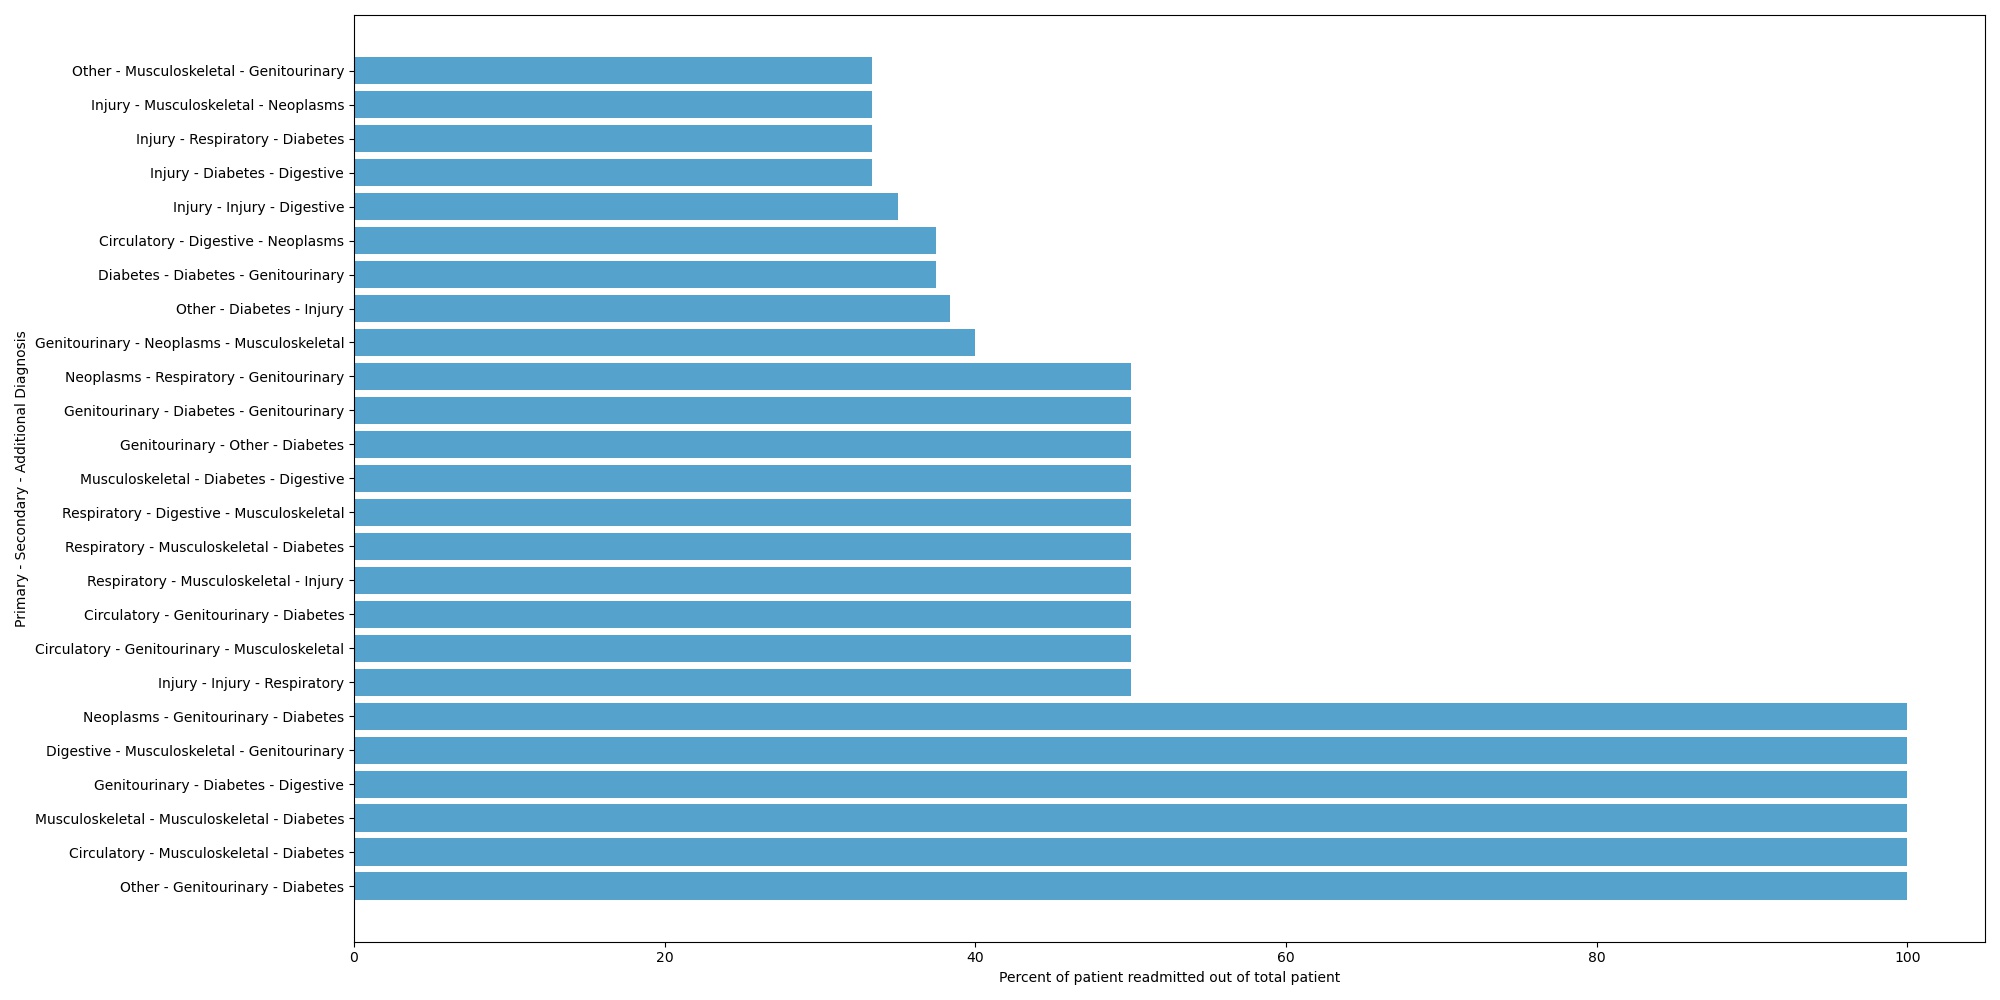 Other - Musculoskeletal - Genitourinary
Injury - Musculoskeletal - Neoplasms
Injury - Respiratory - Diabetes
Injury - Diabetes - Digestive
Injury - Injury - Digestive
Circulatory - Digestive - Neoplasms
Diabetes - Diabetes - Genitourinary
Other - Diabetes - Injury
Genitourinary - Neoplasms - Musculoskeletal
Neoplasms - Respiratory - Genitourinary
Genitourinary - Diabetes - Genitourinary
Genitourinary - Other - Diabetes
Musculoskeletal - Diabetes - Digestive
Respiratory - Digestive - Musculoskeletal
Respiratory - Musculoskeletal - Diabetes
Respiratory - Musculoskeletal - Injury
Circulatory - Genitourinary - Diabetes
Circulatory - Genitourinary - Musculoskeletal
Injury - Injury - Respiratory
Neoplasms - Genitourinary - Diabetes
Digestive - Musculoskeletal - Genitourinary
Genitourinary - Diabetes - Digestive
Musculoskeletal - Musculoskeletal - Diabetes
Circulatory - Musculoskeletal - Diabetes
Other - Genitourinary - Diabetes
Primary - Secondary - Additional Diagnosis
0 20 40 60 80 100
Percent of patient readmitted out of total patient